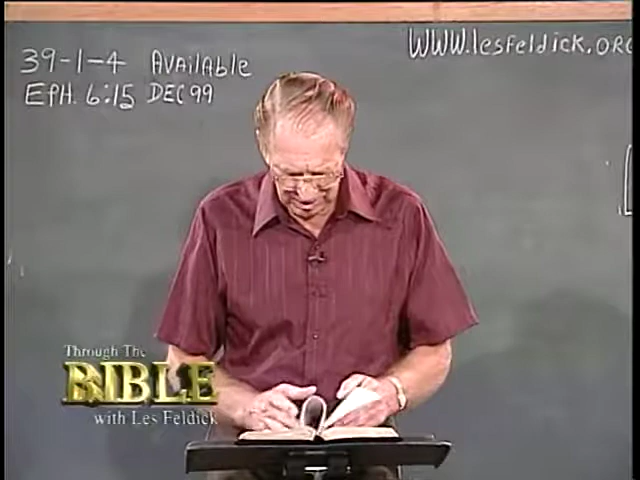 39-1-4 Available
EPH. 6:15 DEC 99
WWW.lesfeldick.org
Through The
BIBLE
with Les Feldick